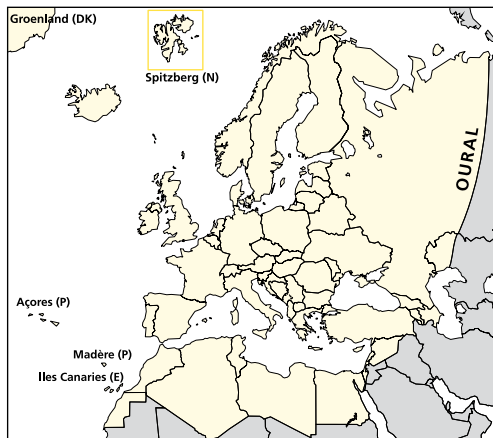 Groenland (DK)
Spitzberg (N)
OURAL
Açores (P)
Madère (P)
Iles Canaries (E)